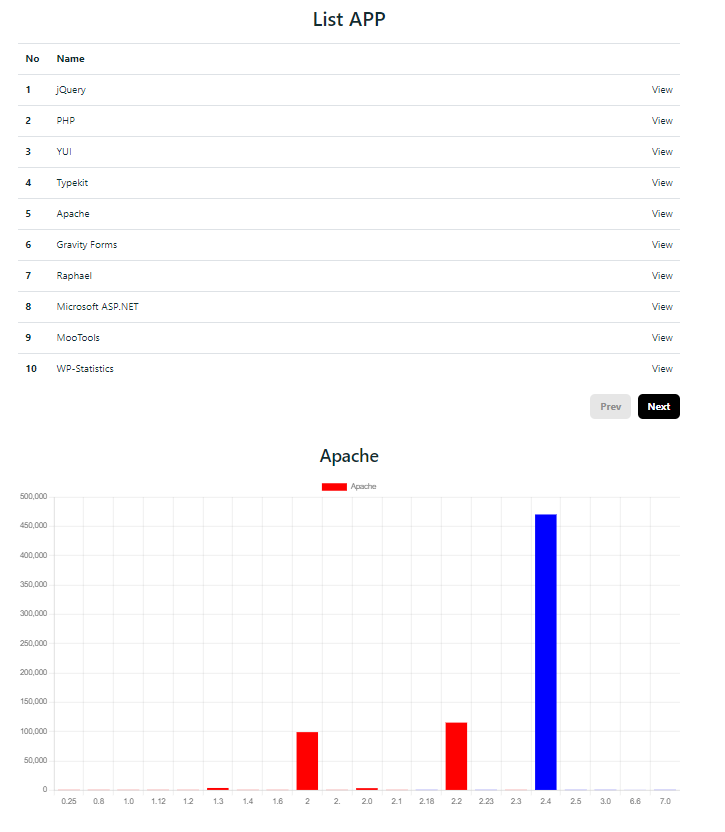 List APP
No Name
1 jQuery View
2 PHP View
3 YUI View
4 Typekit View
5 Apache View
6 Gravity Forms View
7 Raphael View
8 Microsoft ASP.NET View
9 MooTools View
10 WP-Statistics View
Prev Next
Apache
Apache
500,000
450,000
400,000
350,000
300,000
250,000
200,000
150,000
100,000
50,000
0
0.25 0.8 1.0 1.12 1.2 1.3 1.4 1.6 2 2. 2.0 2.1 2.18 2.2 2.23 2.3 2.4 2.5 3.0 6.6 7.0